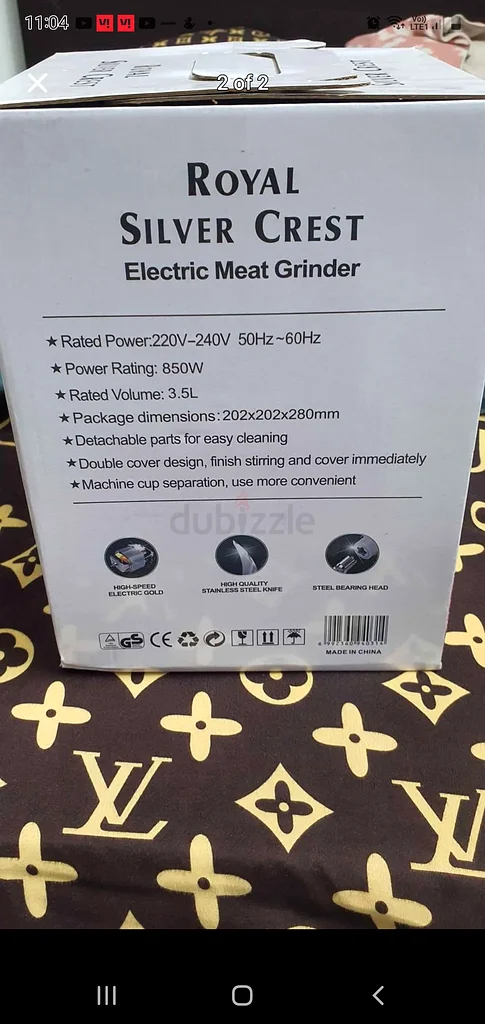 11:04
LTE1
2 of 2
ROYAL
SILVER CREST
Electric Meat Grinder
★Rated Power:220V–240V 50Hz~60Hz
★Power Rating: 850W
★Rated Volume: 3.5L
★Package dimensions:202x202x280mm
★Detachable parts for easy cleaning
★Double cover design, finish stirring and cover immediately
★Machine cup separation, use more convenient
dubizzle
HIGH-SPEED
ELECTRIC GOLD
HIGH QUALITY
STAINLESS STEEL KNIFE
STEEL BEARING HEAD
GS CE
MADE IN CHINA